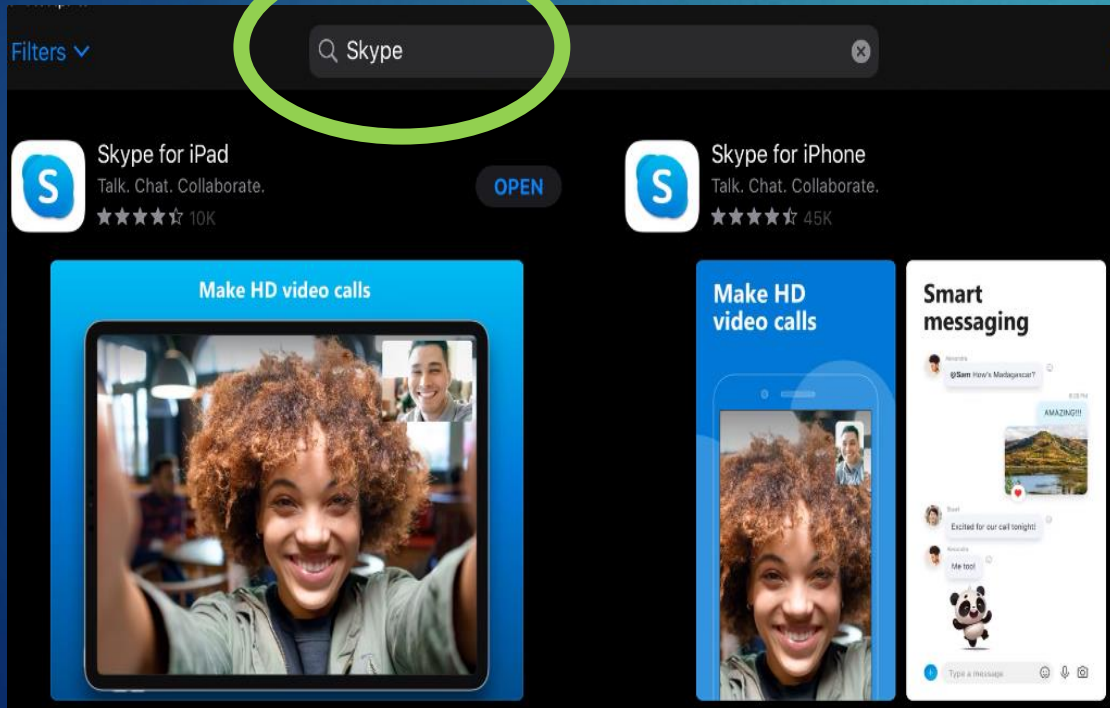 Filters
Skype
Skype for iPad
Talk. Chat. Collaborate.
10K
OPEN
Skype for iPhone
Talk. Chat. Collaborate.
45K
Make HD video calls
Make HD
video calls
Smart
messaging
@Sam How's Madagascar?
AMAZING!!!
Excited for our call tonight!
Me too!
Type a message